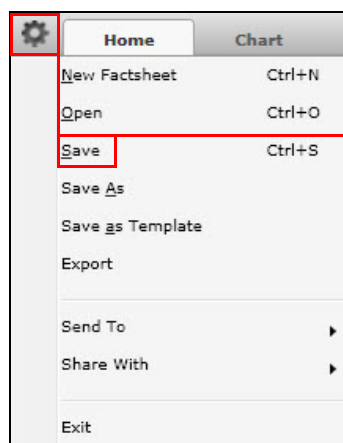 Home Chart
New Factsheet Ctrl+N
Open Ctrl+O
Save Ctrl+S
Save As
Save as Template
Export
Send To
Share With
Exit